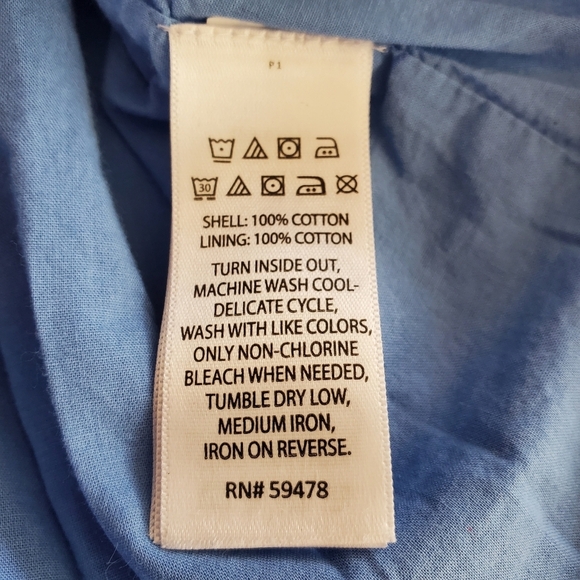 P1
30
SHELL: 100% COTTON
LINING: 100% COTTON
TURN INSIDE OUT,
MACHINE WASH COOL-
DELICATE CYCLE,
WASH WITH LIKE COLORS,
ONLY NON-CHLORINE
BLEACH WHEN NEEDED,
TUMBLE DRY LOW,
MEDIUM IRON,
IRON ON REVERSE.
RN# 59478